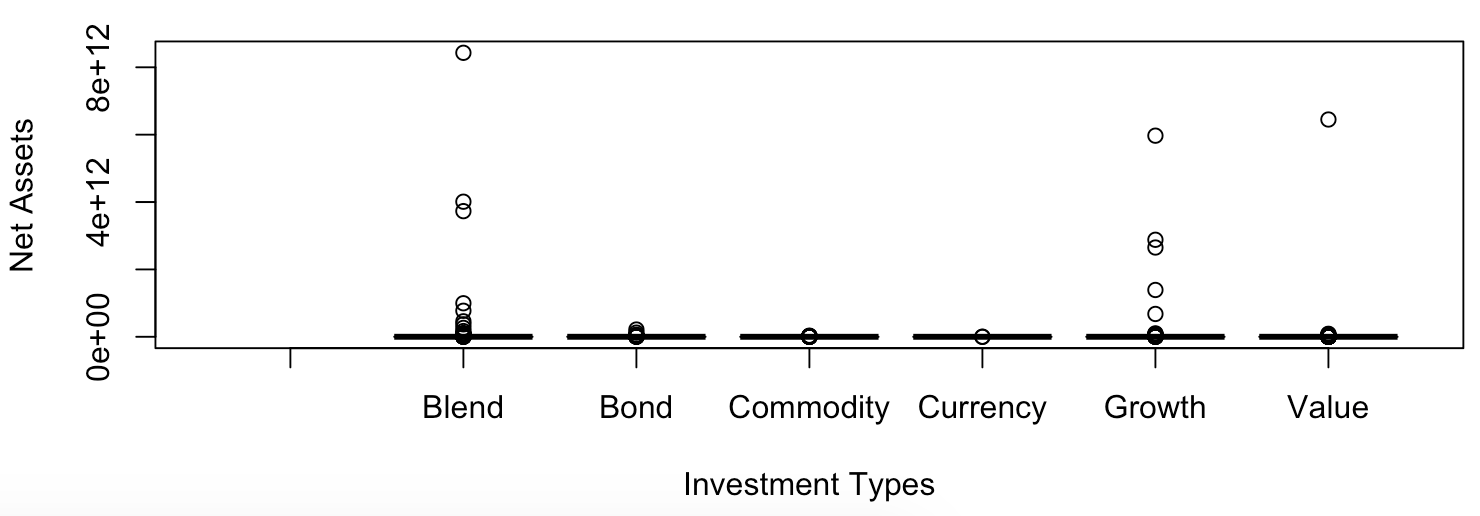 Net Assets
8e+12
4e+12
0e+00
Blend Bond Commodity Currency Growth Value
Investment Types